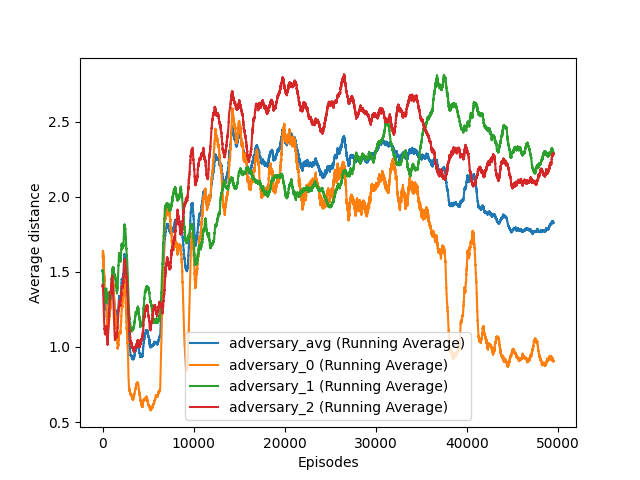 2.5
2.0
1.5
1.0
0.5
Average distance
adversary_avg (Running Average)
adversary_0 (Running Average)
adversary_1 (Running Average)
adversary_2 (Running Average)
0 10000 20000 30000 40000 50000
Episodes